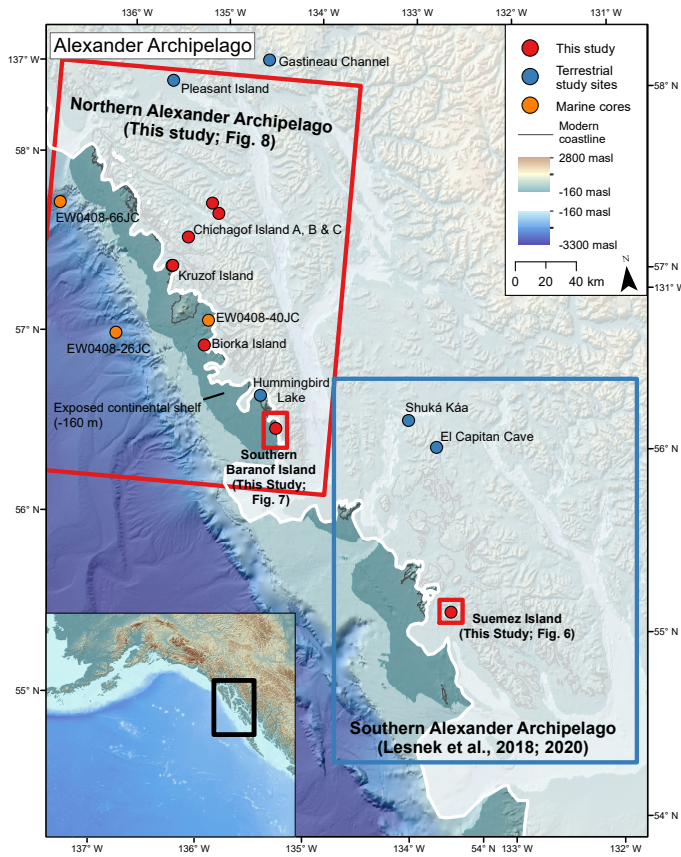 136° W
135° W
134° W
133° W
132° W
131° W
137° W
Alexander Archipelago
Gastineau Channel
Pleasant Island
Northern Alexander Archipelago
(This study; Fig. 8)
This study
Terrestrial
study sites
Marine cores
Modern
coastline
2800 masl
-160 masl
-160 masl
-3300 masl
0 20 40 km
N
58° N
58° N
EW0408-66JC
Chichagof Island A, B & C
Kruzof Island
57° N
131° W
57° N
EW0408-40JC
EW0408-26JC
Biorka Island
Hummingbird
Lake
Exposed continental shelf
(-160 m)
Shuká Káa
El Capitan Cave
56° N
Southern
Baranof Island
(This Study;
Fig. 7)
56° N
Suemez Island
(This Study; Fig. 6)
55° N
55° N
Southern Alexander Archipelago
(Lesnek et al., 2018; 2020)
54° N
137° W
136° W
135° W
134° W
54° N
133° W
132° W